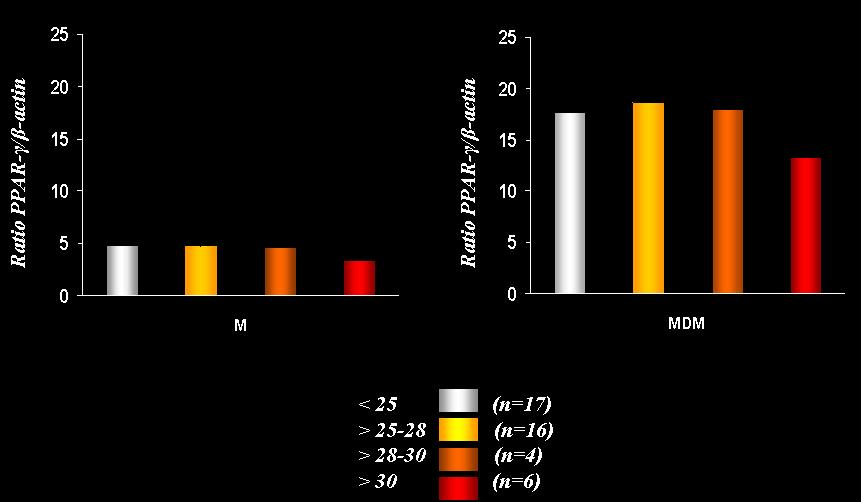 25
20
15
10
5
0
Ratio PPAR-γ/β-actin
M
25
20
15
10
5
0
Ratio PPAR-γ/β-actin
MDM
< 25 (n=17)
> 25-28 (n=16)
> 28-30 (n=4)
> 30 (n=6)